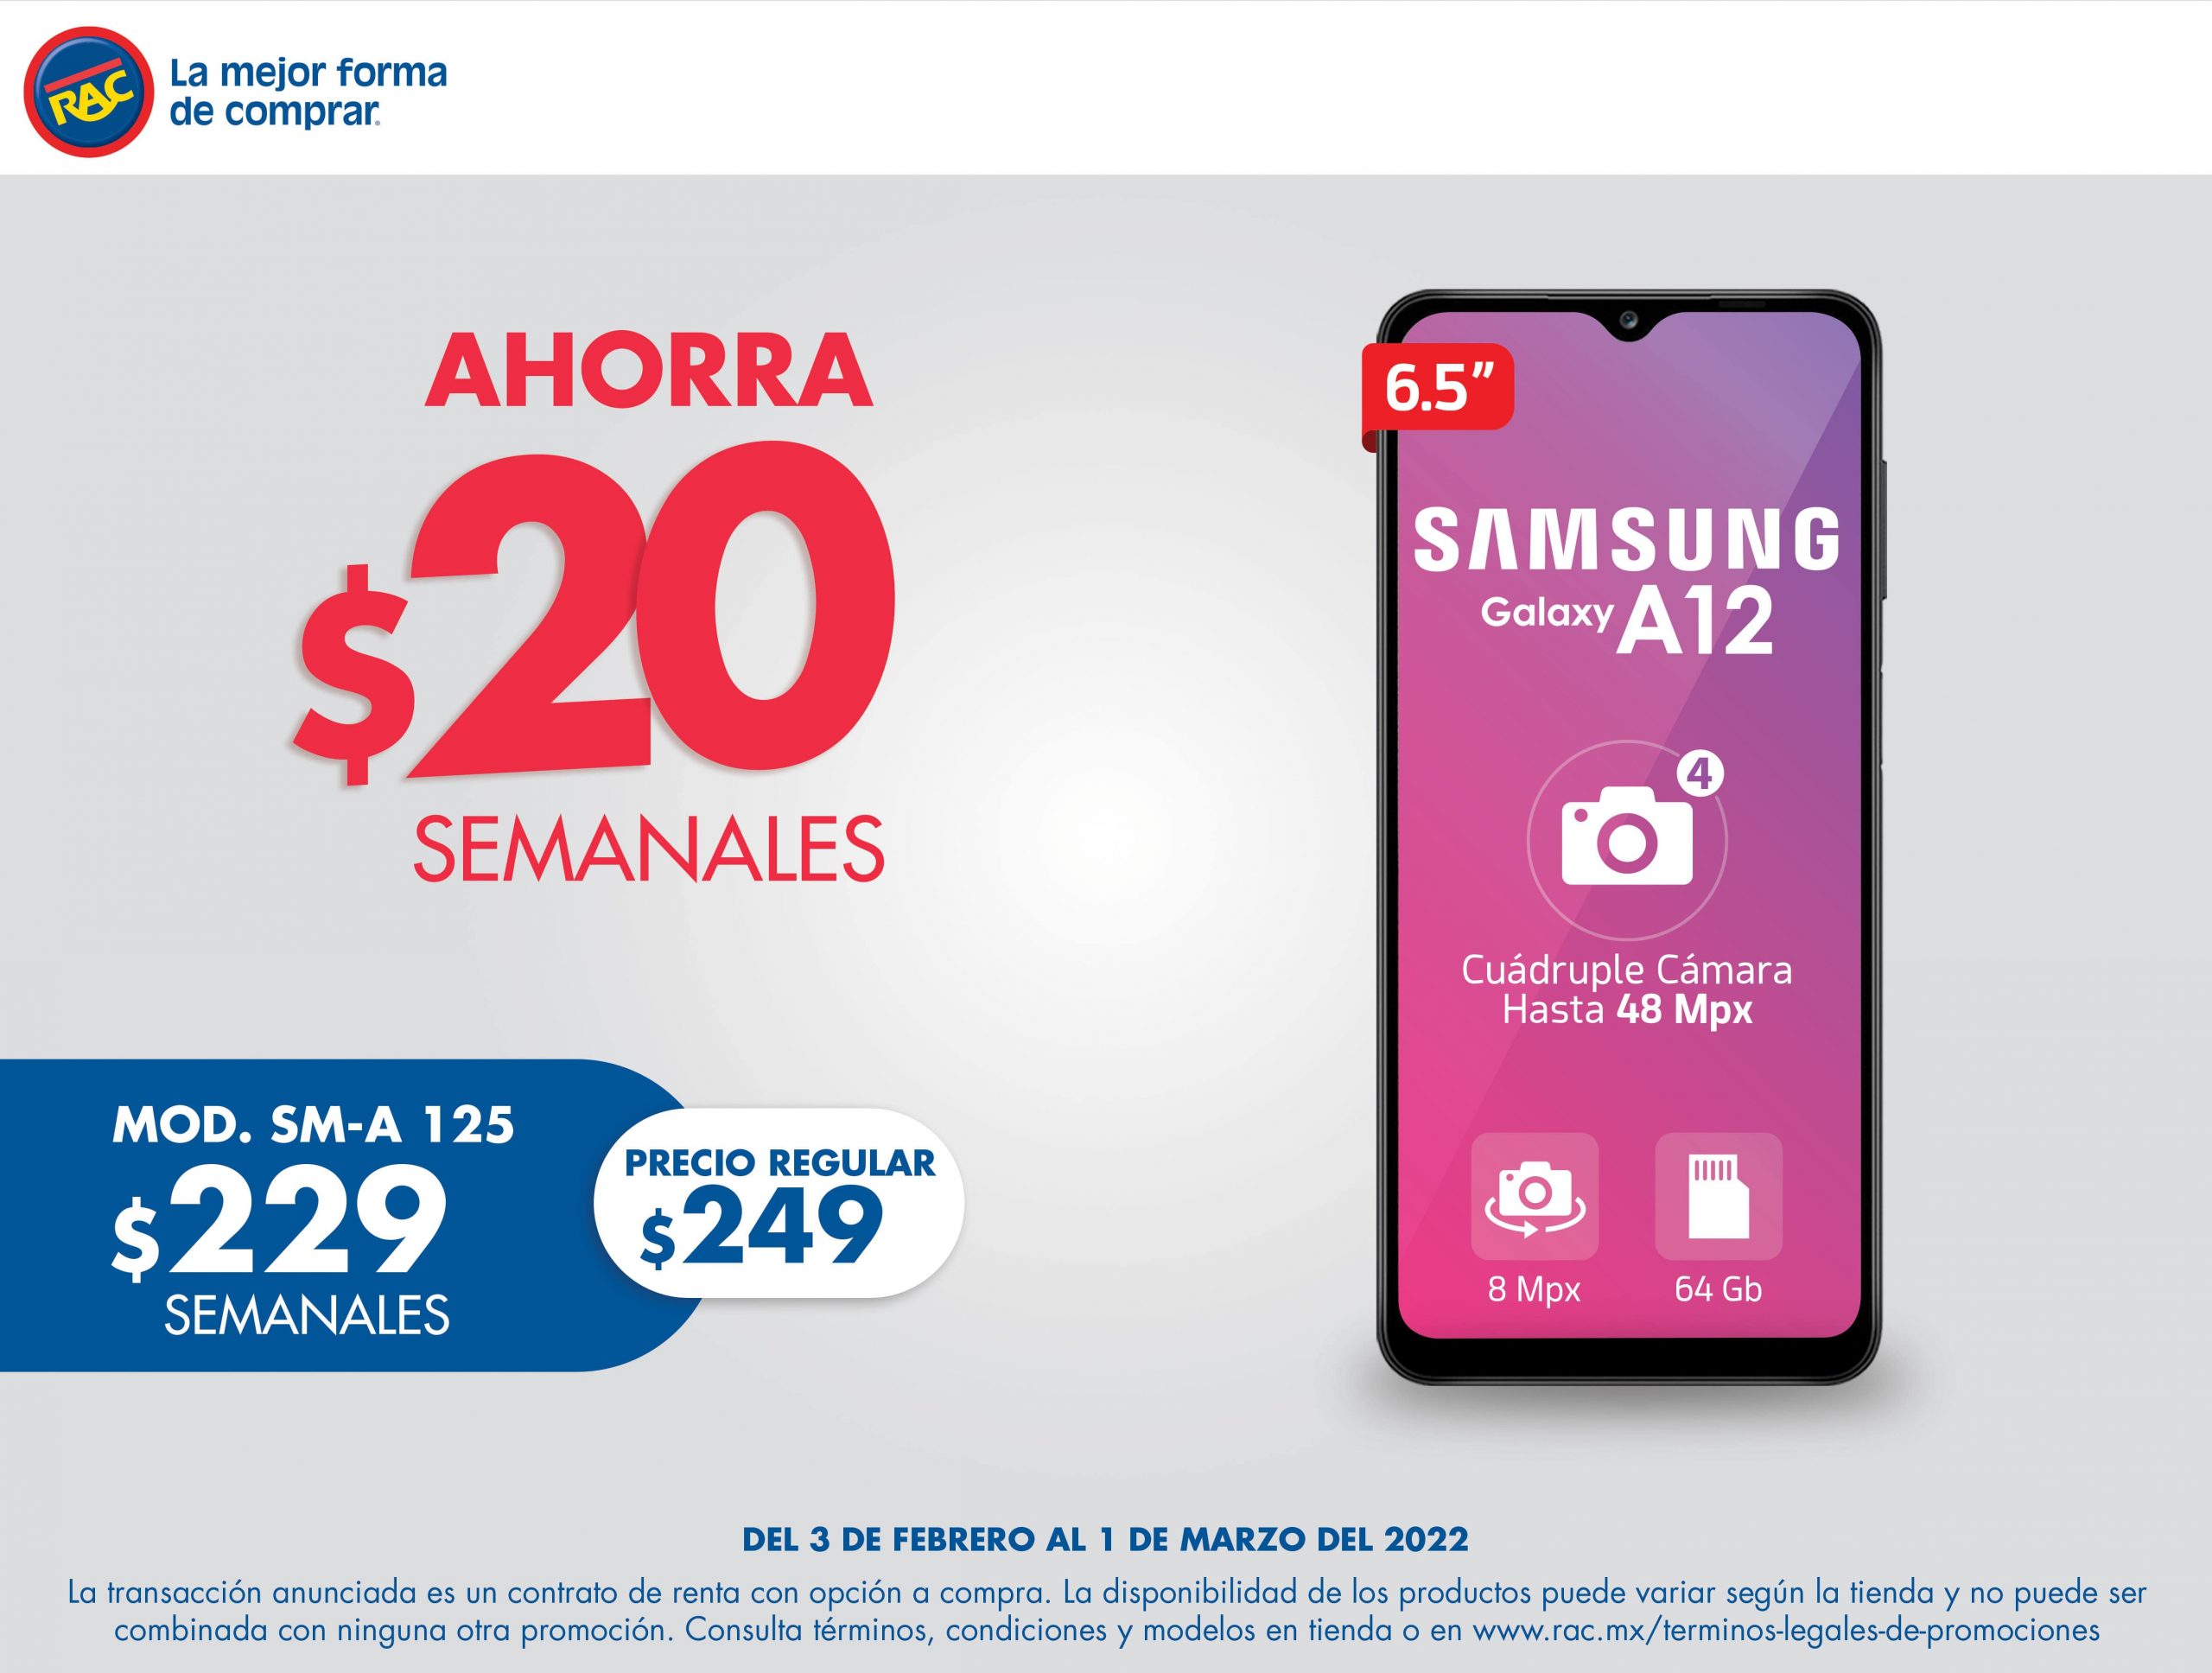 RAC
La mejor forma
de comprar.
AHORRA
$20
SEMANALES
MOD. SM-A 125
$229
SEMANALES
PRECIO REGULAR
$249
6.5”
SAMSUNG
Galaxy A12
4
Cuádruple Cámara
Hasta 48 Mpx
8 Mpx
64 Gb
DEL 3 DE FEBRERO AL 1 DE MARZO DEL 2022
La transacción anunciada es un contrato de renta con opción a compra. La disponibilidad de los productos puede variar según la tienda y no puede ser
combinada con ninguna otra promoción. Consulta términos, condiciones y modelos en tienda o en www.rac.mx/terminos-legales-de-promociones